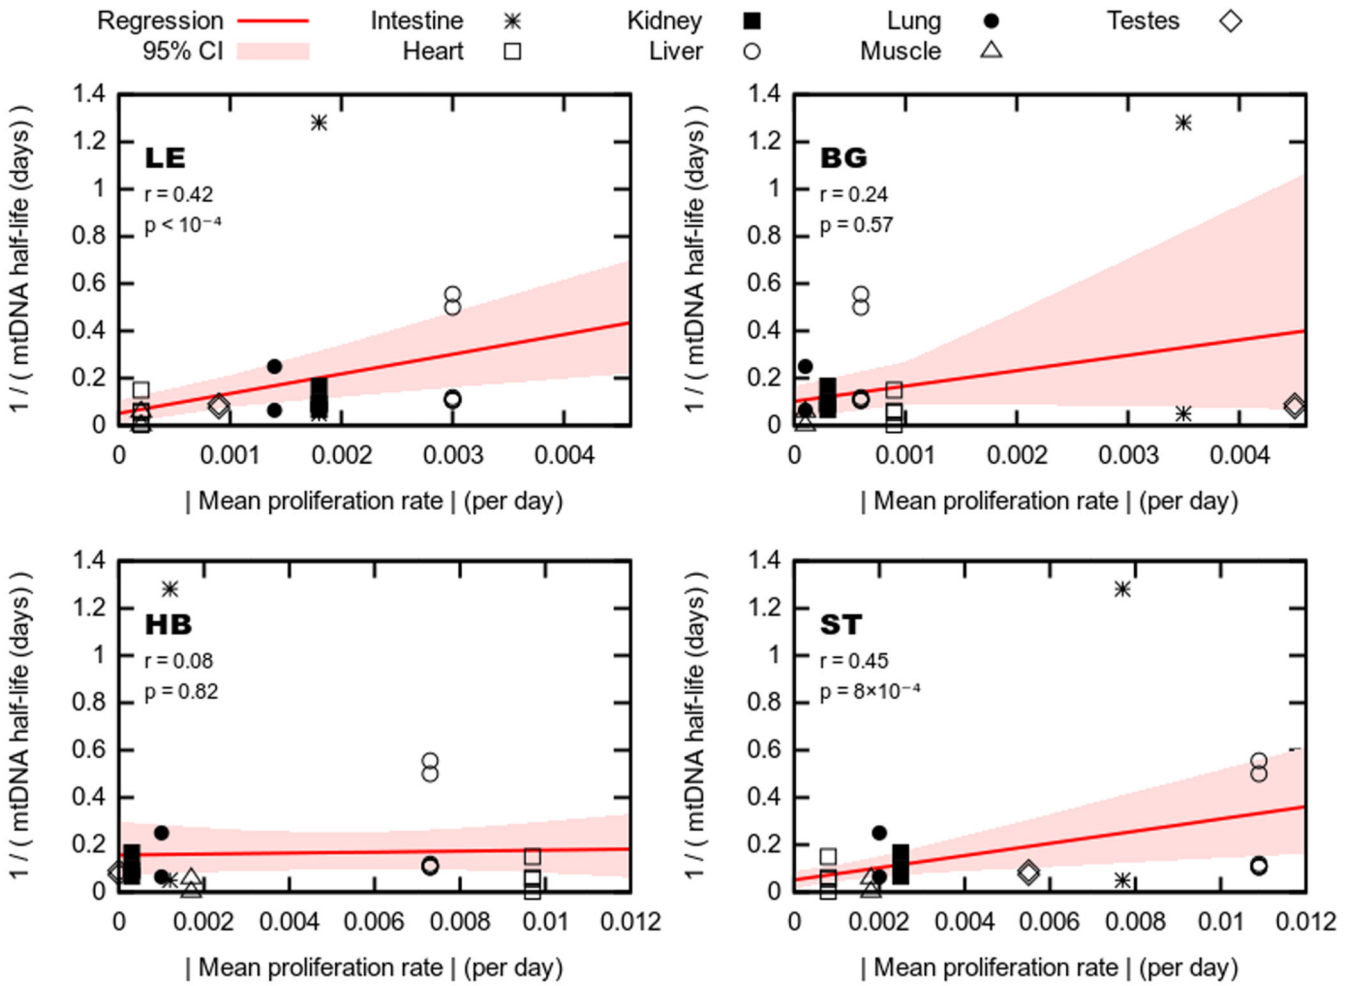 Regression Intestine Kidney Lung Testes
95% CI Heart Liver Muscle
1.4 1.4
1.2 1.2
1 1
0.8 0.8
0.6 0.6
0.4 0.4
0.2 0.2
0 0
1 / ( mtDNA half-life (days) ) 1 / ( mtDNA half-life (days) )
LE BG
r = 0.42 r = 0.24
p < 10⁻⁴ p = 0.57
0 0.001 0.002 0.003 0.004 0 0.001 0.002 0.003 0.004
| Mean proliferation rate | (per day) | Mean proliferation rate | (per day)
1.4 1.4
1.2 1.2
1 1
0.8 0.8
0.6 0.6
0.4 0.4
0.2 0.2
0 0
1 / ( mtDNA half-life (days) ) 1 / ( mtDNA half-life (days) )
HB ST
r = 0.08 r = 0.45
p = 0.82 p = 8×10⁻⁴
0 0.002 0.004 0.006 0.008 0.01 0.012 0 0.002 0.004 0.006 0.008 0.01 0.012
| Mean proliferation rate | (per day) | Mean proliferation rate | (per day)